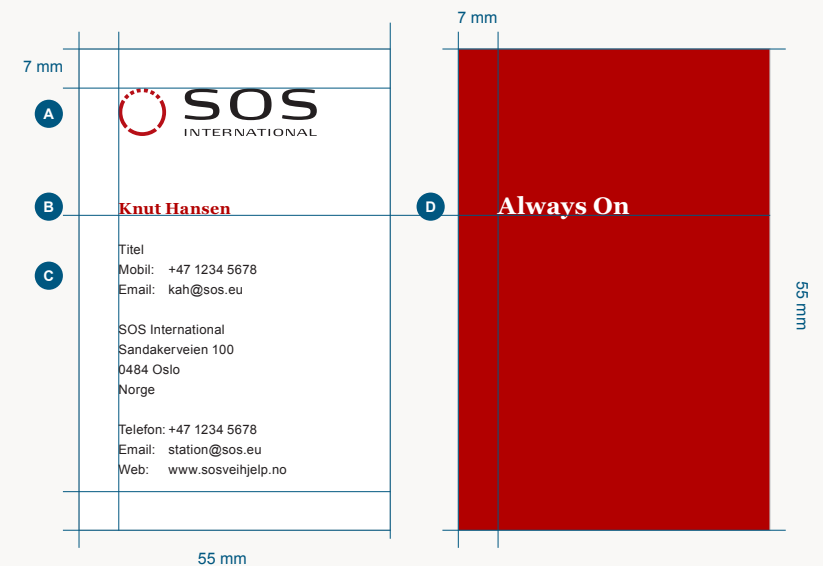 7 mm
7 mm
A
SOS
INTERNATIONAL
B
Knut Hansen
D
Always On
Titel
C
Mobil: +47 1234 5678
Email: kah@sos.eu
SOS International
Sandakerveien 100
0484 Oslo
Norge
55 mm
Telefon: +47 1234 5678
Email: station@sos.eu
Web: www.sosveihjelp.no
55 mm